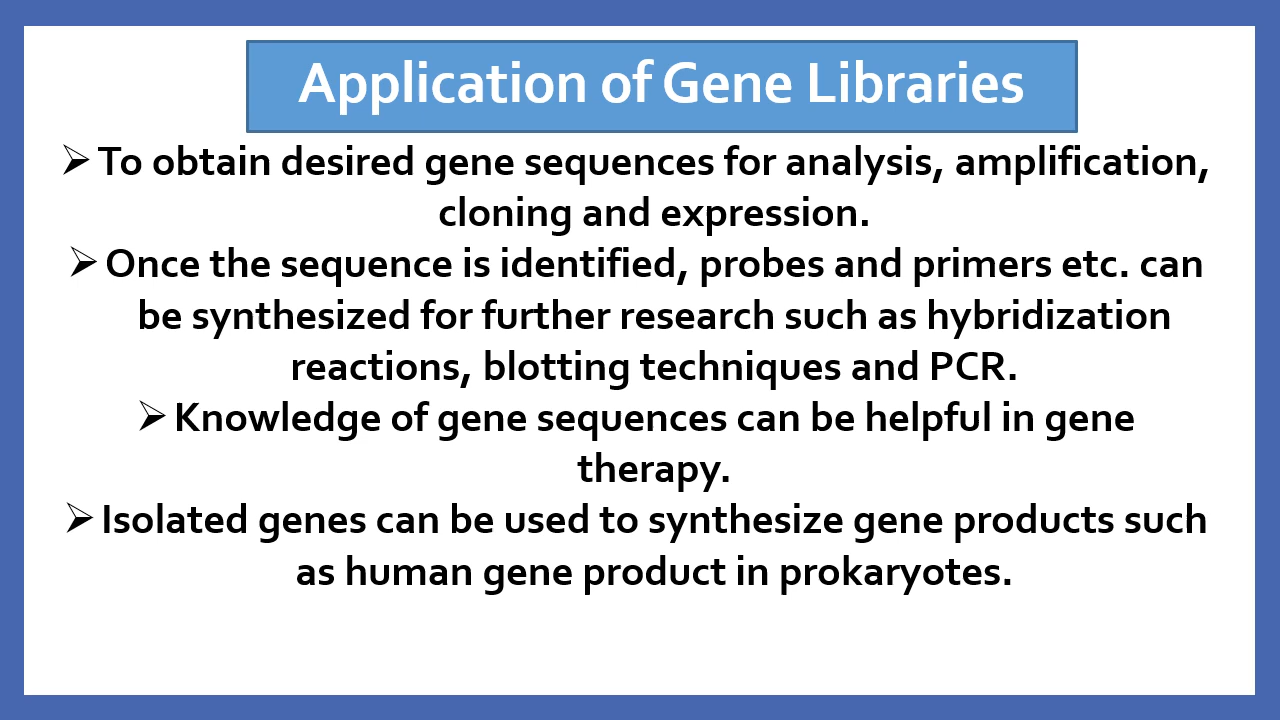 Application of Gene Libraries
➢ To obtain desired gene sequences for analysis, amplification,
cloning and expression.
➢ Once the sequence is identified, probes and primers etc. can
be synthesized for further research such as hybridization
reactions, blotting techniques and PCR.
➢ Knowledge of gene sequences can be helpful in gene
therapy.
➢ Isolated genes can be used to synthesize gene products such
as human gene product in prokaryotes.